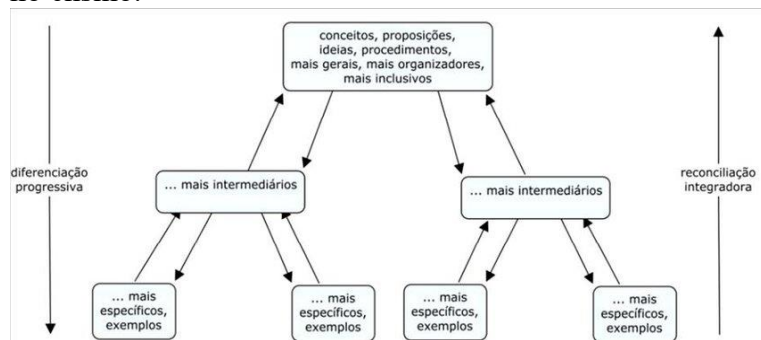 conceitos, proposições,
ideias, procedimentos,
mais gerais, mais organizadores,
mais inclusivos
diferenciação
progressiva
... mais intermediários
... mais intermediários
reconciliação
integradora
... mais
específicos,
exemplos
... mais
específicos,
exemplos
... mais
específicos,
exemplos
... mais
específicos,
exemplos